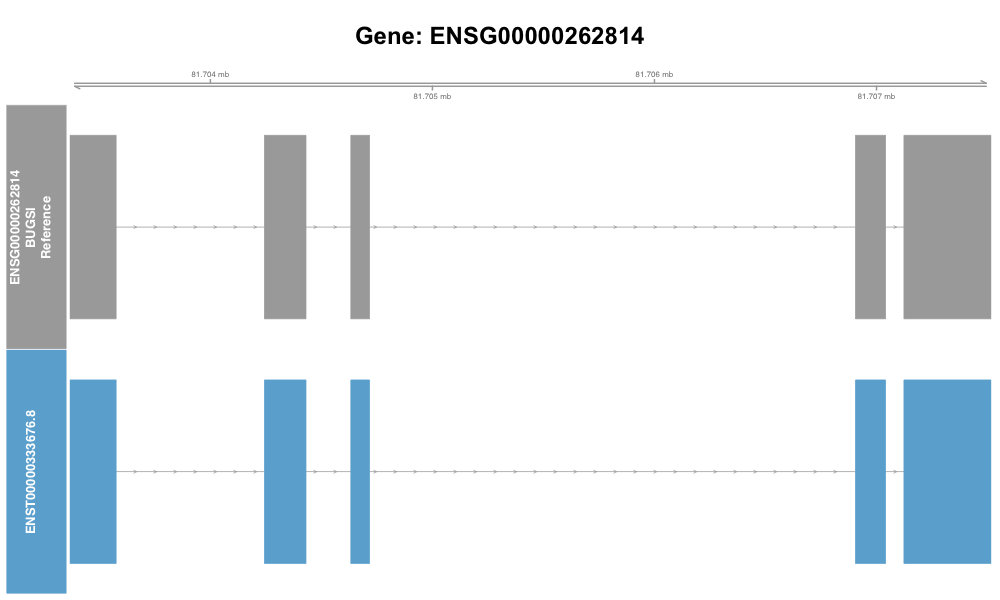 Gene: ENSG00000262814
81.704 mb
81.706 mb
81.705 mb
81.707 mb
ENSG00000262814
BUGSI
Reference
ENST00000333676.8